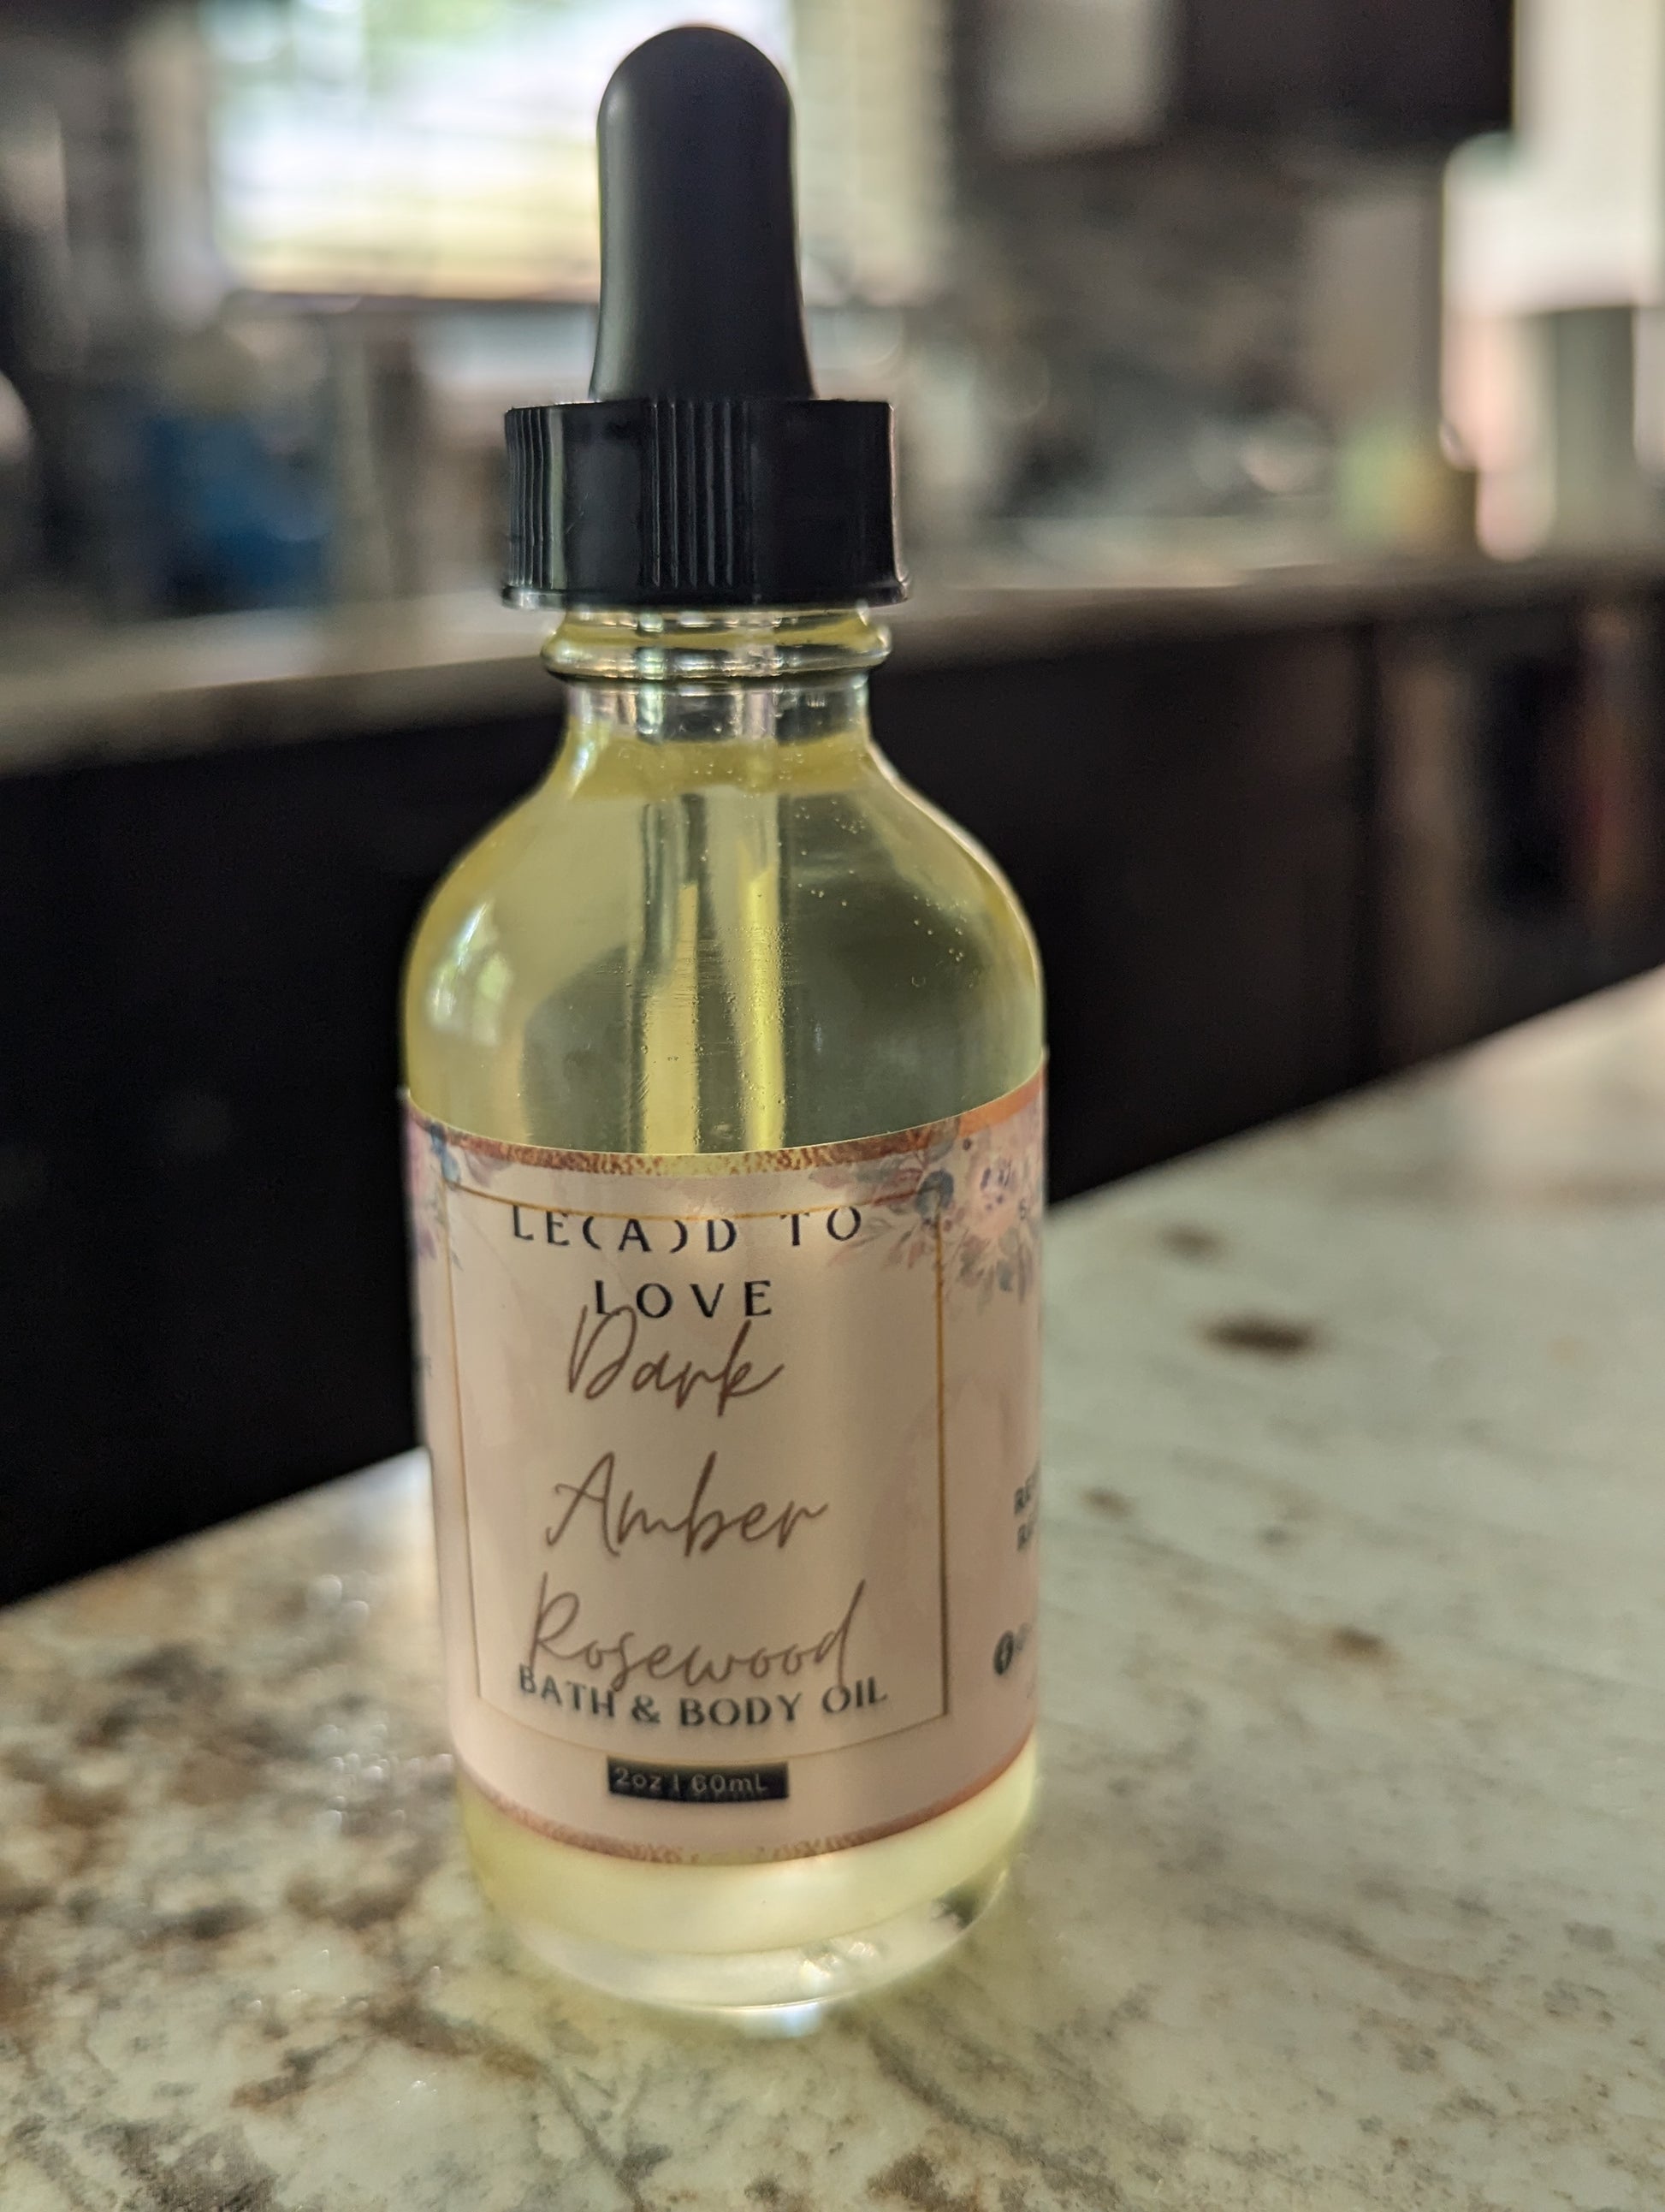 LE(A)D TO
LOVE
Dark
Amber
Rosewood
BATH & BODY OIL
2oz | 60mL